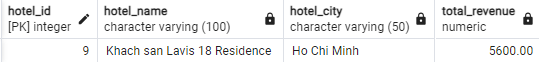 hotel_id hotel_name hotel_city total_revenue
[PK] integer character varying (100) character varying (50) numeric
9 Khach san Lavis 18 Residence Ho Chi Minh 5600.00